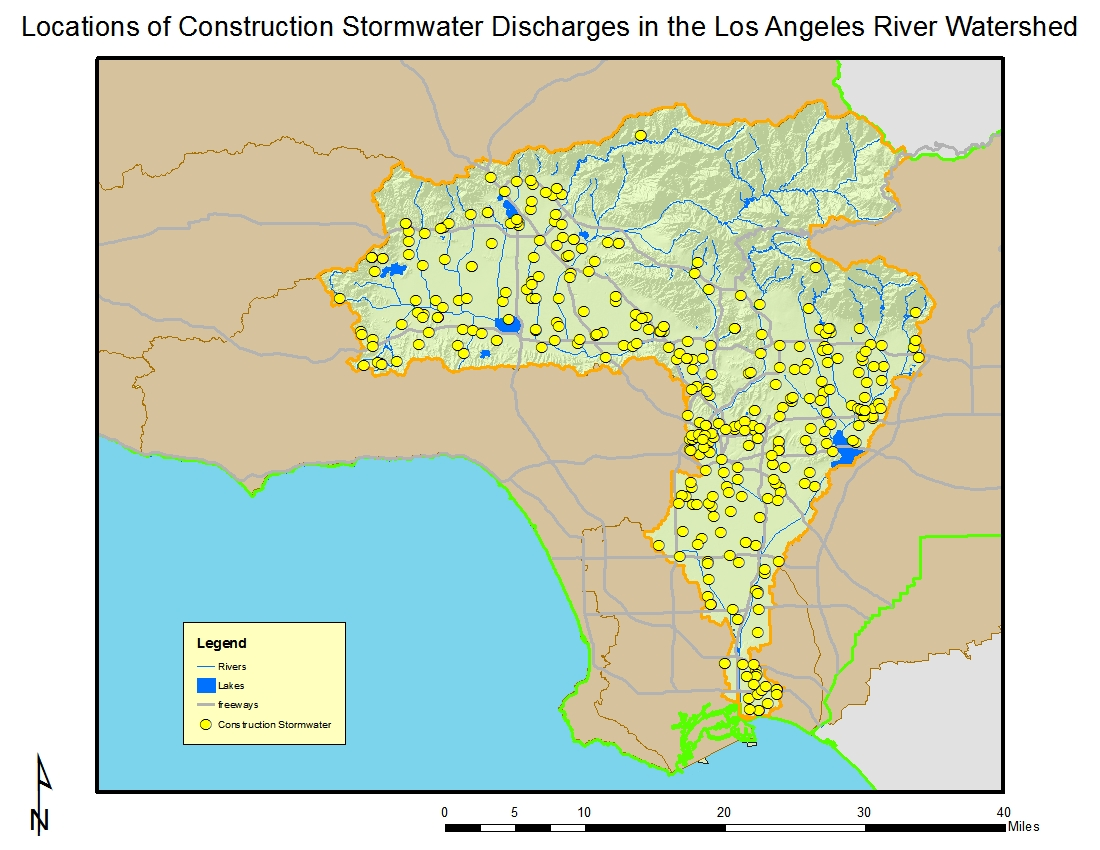 Locations of Construction Stormwater Discharges in the Los Angeles River Watershed
Legend
Rivers
Lakes
freeways
Construction Stormwater
N
0 5 10 20 30 40
Miles